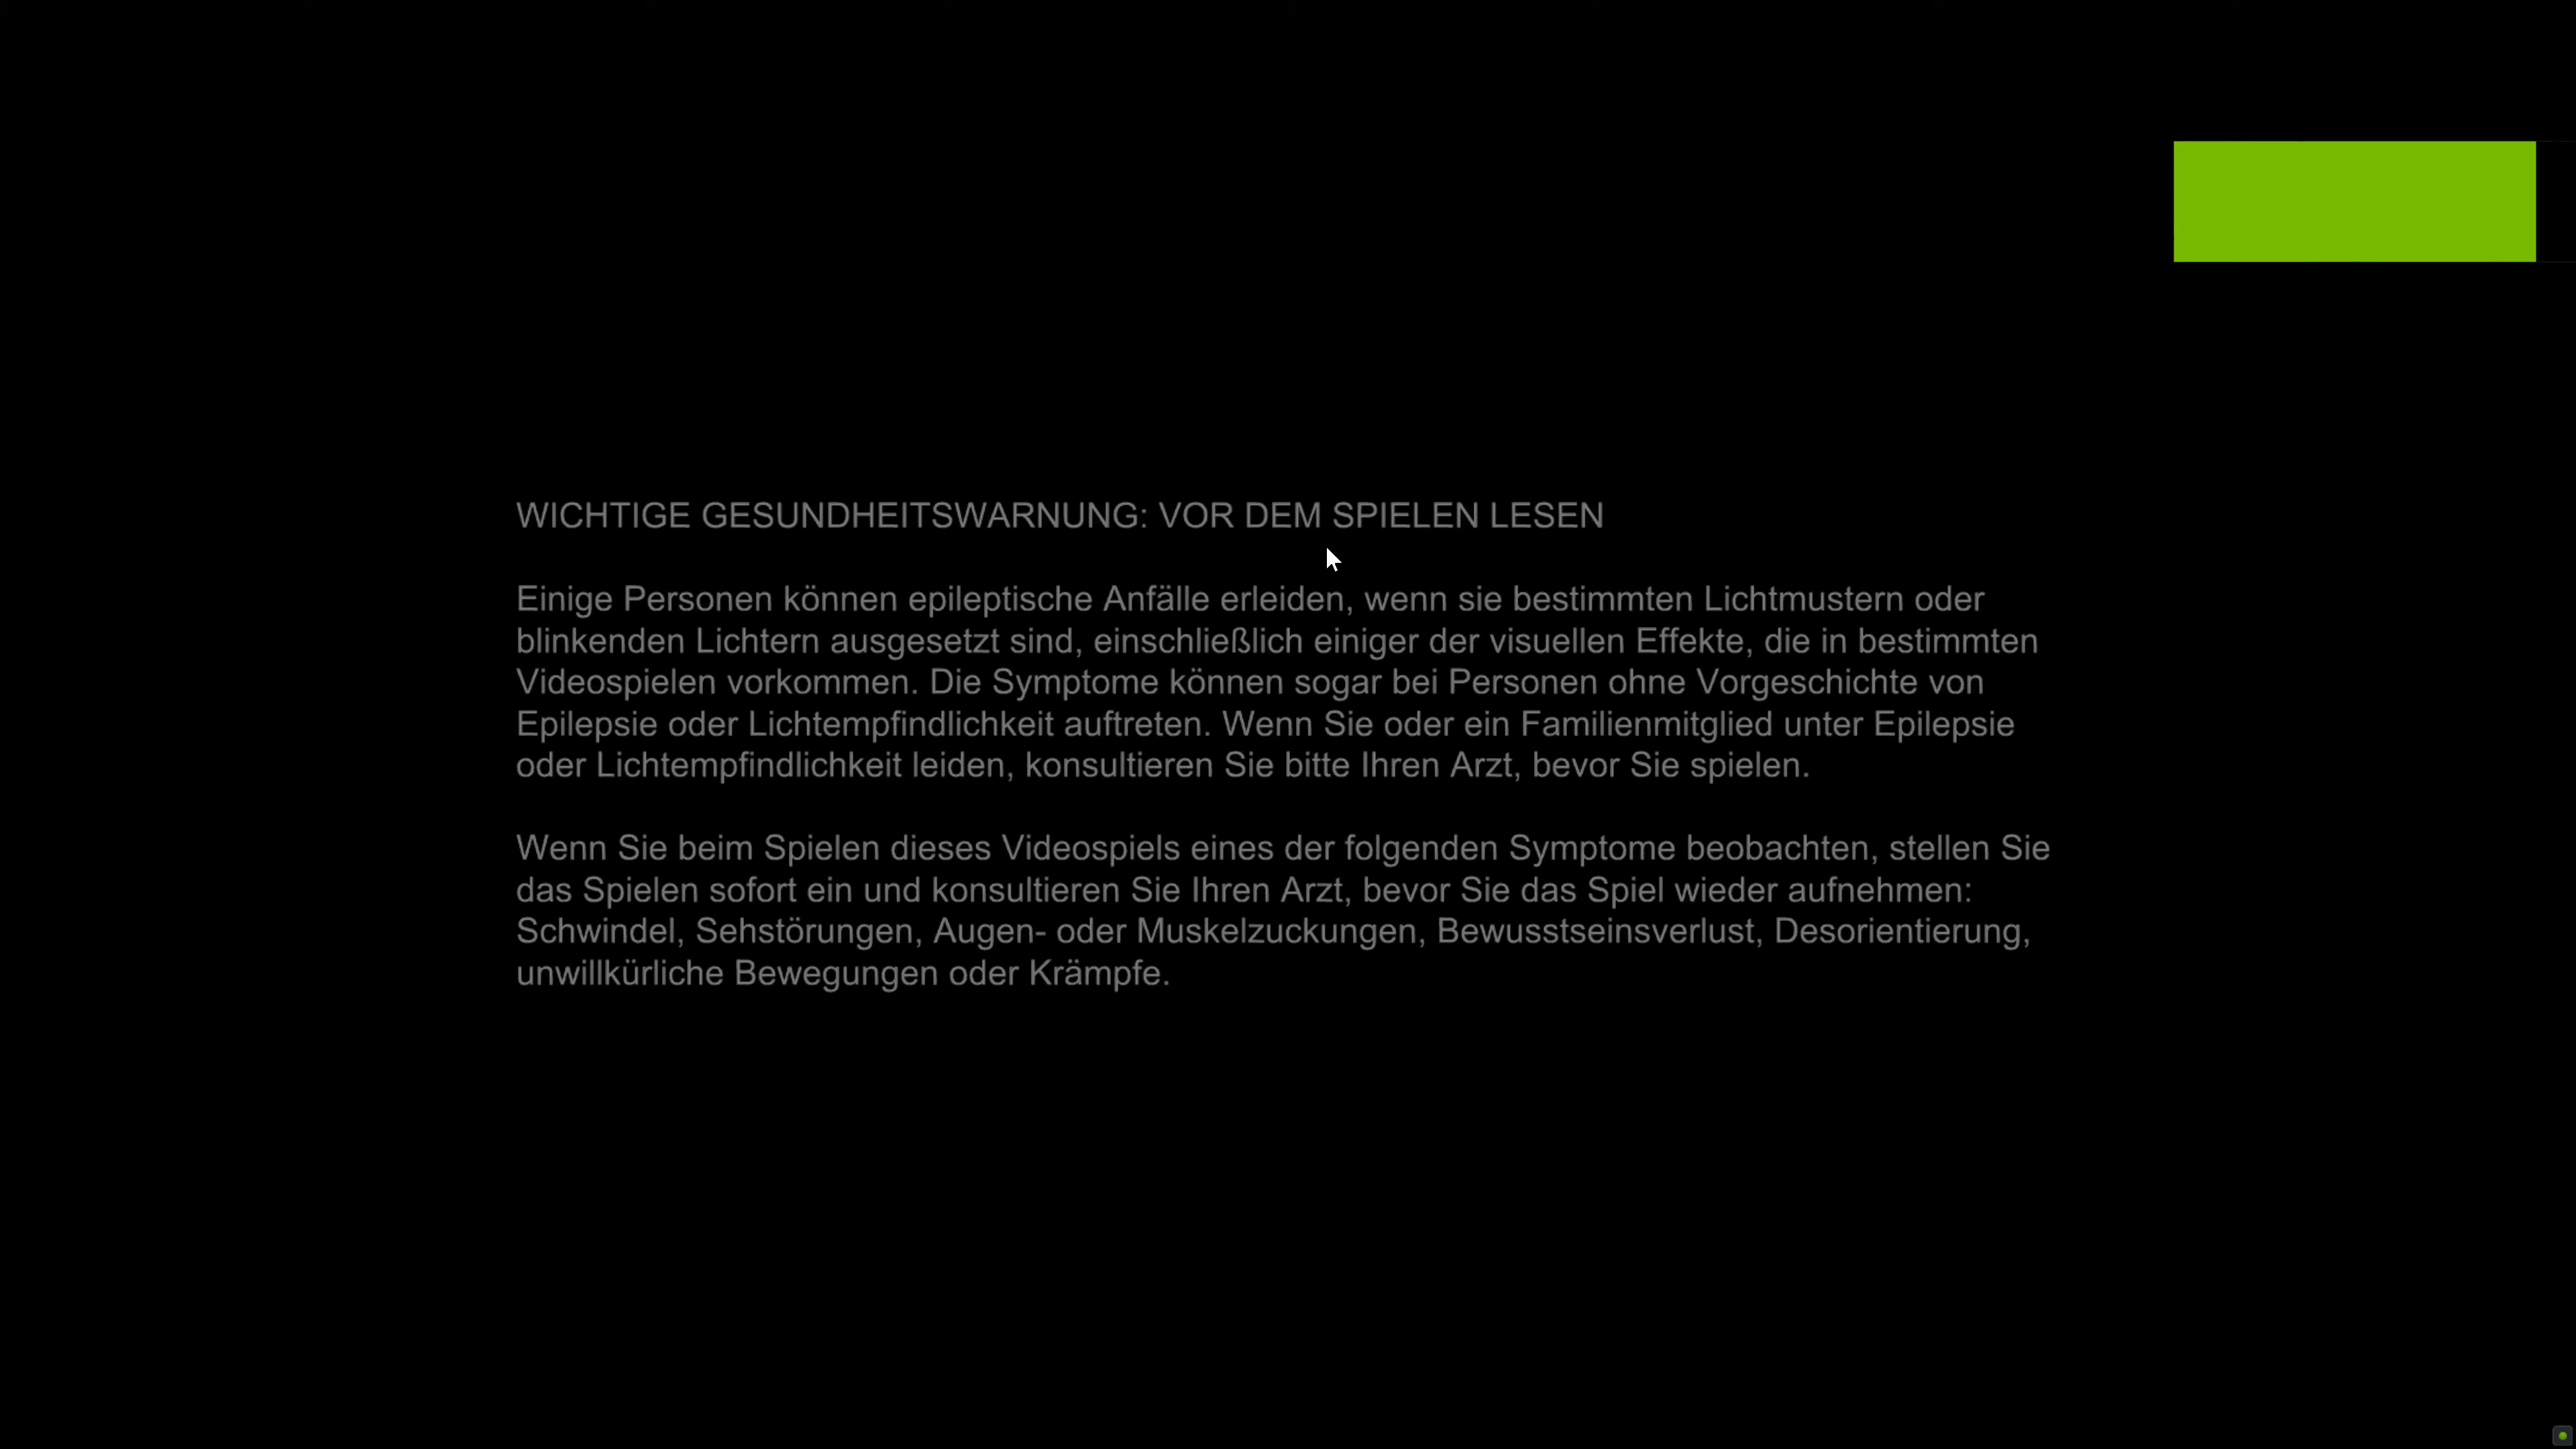 WICHTIGE GESUNDHEITSWARNUNG: VOR DEM SPIELEN LESEN
Einige Personen können epileptische Anfälle erleiden, wenn sie bestimmten Lichtmustern oder
blinkenden Lichtern ausgesetzt sind, einschließlich einiger der visuellen Effekte, die in bestimmten
Videospielen vorkommen. Die Symptome können sogar bei Personen ohne Vorgeschichte von
Epilepsie oder Lichtempfindlichkeit auftreten. Wenn Sie oder ein Familienmitglied unter Epilepsie
oder Lichtempfindlichkeit leiden, konsultieren Sie bitte Ihren Arzt, bevor Sie spielen.
Wenn Sie beim Spielen dieses Videospiels eines der folgenden Symptome beobachten, stellen Sie
das Spielen sofort ein und konsultieren Sie Ihren Arzt, bevor Sie das Spiel wieder aufnehmen:
Schwindel, Sehstörungen, Augen- oder Muskelzuckungen, Bewusstseinsverlust, Desorientierung,
unwillkürliche Bewegungen oder Krämpfe.